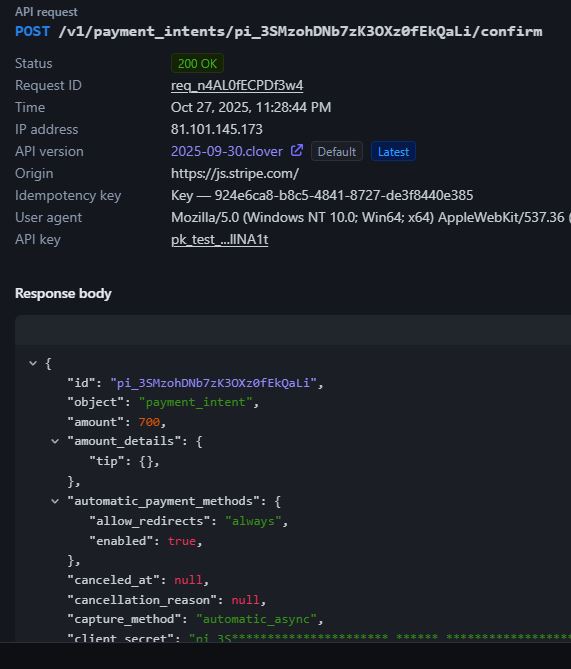 API request
POST /v1/payment_intents/pi_3SMzohDNb7zK3OXz0fEkQaLi/confirm
Status 200 OK
Request ID req_n4AL0fECPDf3w4
Time Oct 27, 2025, 11:28:44 PM
IP address 81.101.145.173
API version 2025-09-30.clover Default Latest
Origin https://js.stripe.com/
Idempotency key Key — 924e6ca8-b8c5-4841-8727-de3f8440e385
User agent Mozilla/5.0 (Windows NT 10.0; Win64; x64) AppleWebKit/537.36 (
API key pk_test_...llNA1t
Response body
{
"id": "pi_3SMzohDNb7zK3OXz0fEkQaLi",
"object": "payment_intent",
"amount": 700,
"amount_details": {
"tip": {},
},
"automatic_payment_methods": {
"allow_redirects": "always",
"enabled": true,
},
"canceled_at": null,
"cancellation_reason": null,
"capture_method": "automatic_async",
"client_secret": "pi_3S**********************_******_******************